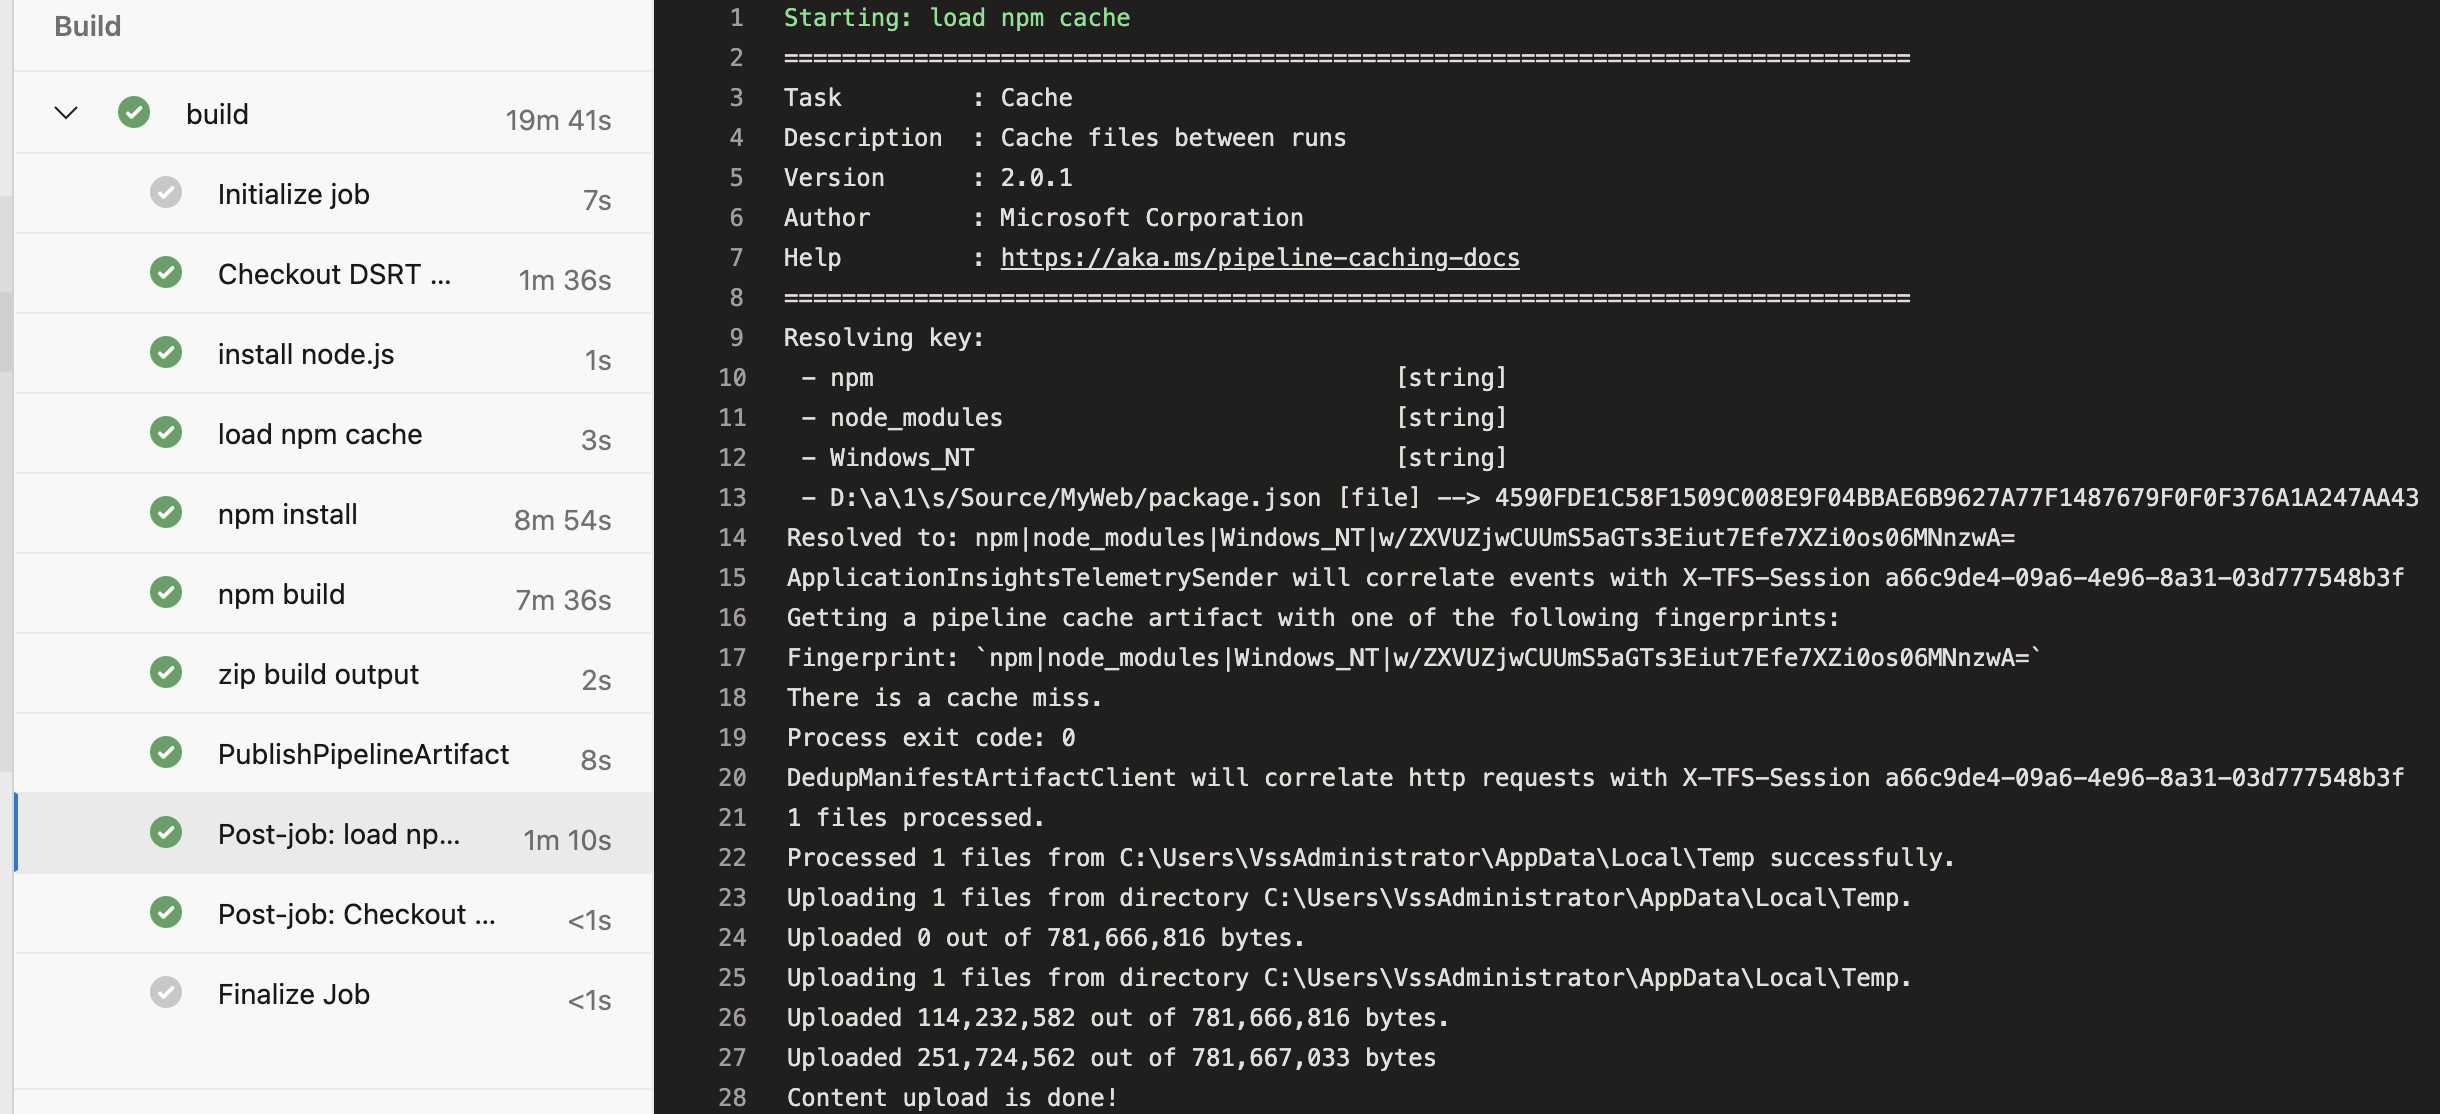 Build
build 19m 41s
Initialize job 7s
Checkout DSRT ... 1m 36s
install node.js 1s
load npm cache 3s
npm install 8m 54s
npm build 7m 36s
zip build output 2s
PublishPipelineArtifact 8s
Post-job: load np... 1m 10s
Post-job: Checkout ... <1s
Finalize Job <1s
1 Starting: load npm cache
2 ==============================================================================
3 Task         : Cache
4 Description  : Cache files between runs
5 Version      : 2.0.1
6 Author       : Microsoft Corporation
7 Help         : https://aka.ms/pipeline-caching-docs
8 ==============================================================================
9 Resolving key:
10  - npm                                    [string]
11  - node_modules                           [string]
12  - Windows_NT                             [string]
13  - D:\a\1\s/Source/MyWeb/package.json [file] --> 4590FDE1C58F1509C008E9F04BBAE6B9627A77F1487679F0F0F376A1A247AA43
14 Resolved to: npm|node_modules|Windows_NT|w/ZXVUZjwCUUmS5aGTs3Eiut7Efe7XZi0os06MNnzwA=
15 ApplicationInsightsTelemetrySender will correlate events with X-TFS-Session a66c9de4-09a6-4e96-8a31-03d777548b3f
16 Getting a pipeline cache artifact with one of the following fingerprints:
17 Fingerprint: `npm|node_modules|Windows_NT|w/ZXVUZjwCUUmS5aGTs3Eiut7Efe7XZi0os06MNnzwA=`
18 There is a cache miss.
19 Process exit code: 0
20 DedupManifestArtifactClient will correlate http requests with X-TFS-Session a66c9de4-09a6-4e96-8a31-03d777548b3f
21 1 files processed.
22 Processed 1 files from C:\Users\VssAdministrator\AppData\Local\Temp successfully.
23 Uploading 1 files from directory C:\Users\VssAdministrator\AppData\Local\Temp.
24 Uploaded 0 out of 781,666,816 bytes.
25 Uploading 1 files from directory C:\Users\VssAdministrator\AppData\Local\Temp.
26 Uploaded 114,232,582 out of 781,666,816 bytes.
27 Uploaded 251,724,562 out of 781,667,033 bytes
28 Content upload is done!